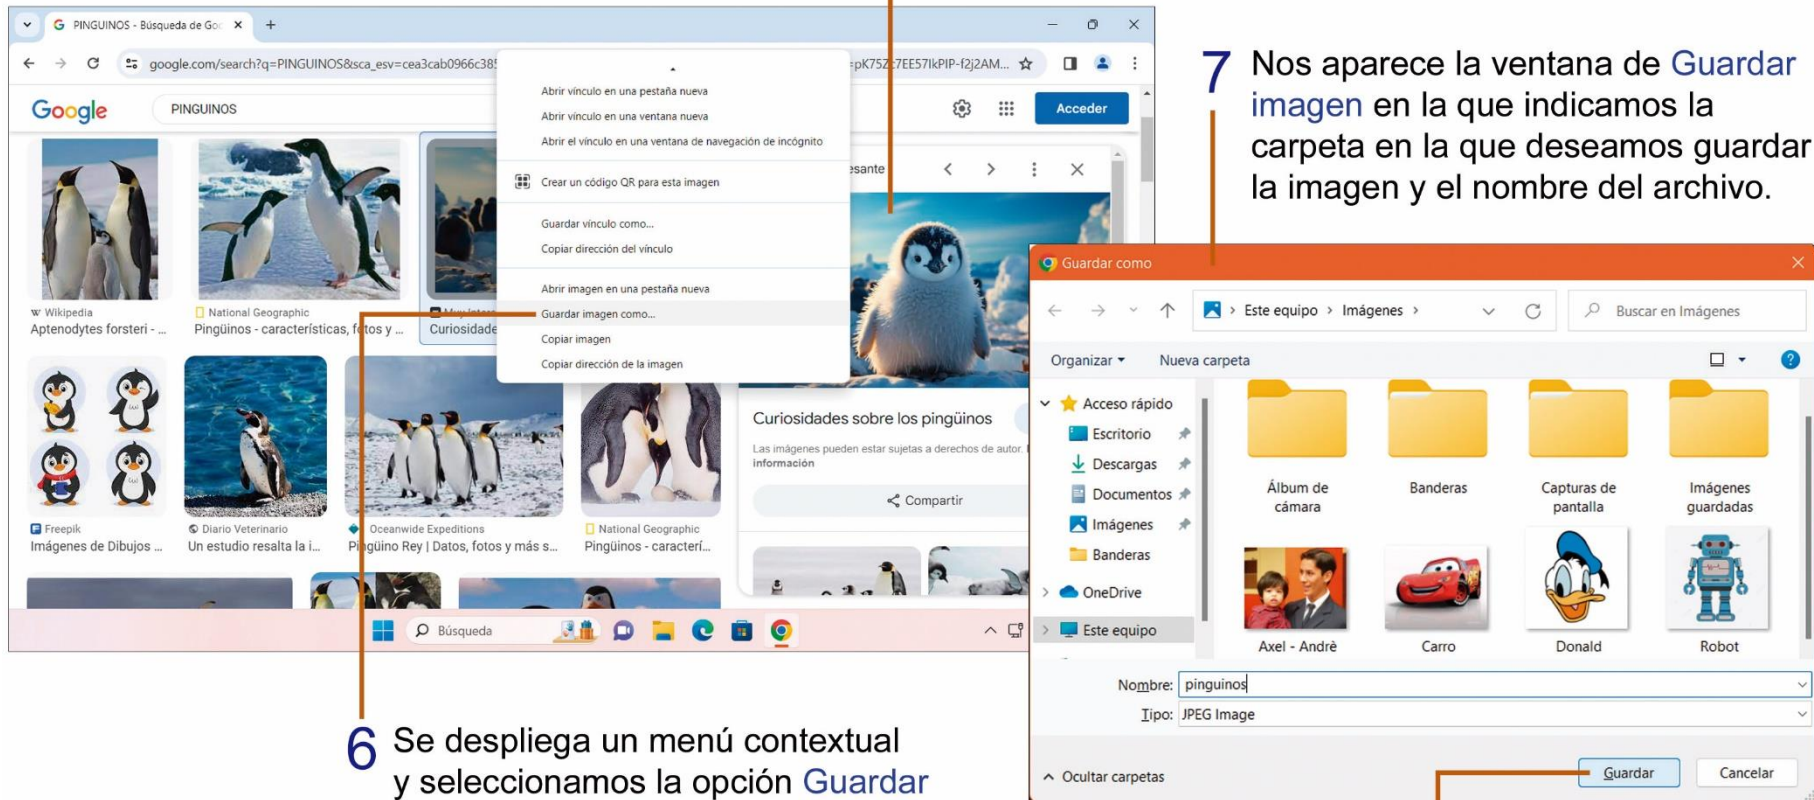 PINGUINOS - Búsqueda de Goo
google.com/search?q=PINGUINOS&sca_esv=cea3cab0966c385
=pK75Zc7EE57IkPIP-f2j2AM...
Google
PINGUINOS
Acceder
Abrir vínculo en una pestaña nueva
Abrir vínculo en una ventana nueva
Abrir el vínculo en una ventana de navegación de incógnito
Crear un código QR para esta imagen
Guardar vínculo como...
Copiar dirección del vínculo
Abrir imagen en una pestaña nueva
Guardar imagen como...
Copiar imagen
Copiar dirección de la imagen
esante
W Wikipedia
Aptenodytes forsteri - ...
National Geographic
Pingüinos - características, fotos y ...
Curiosidade
Freepik
Imágenes de Dibujos ...
Diario Veterinario
Un estudio resalta la i...
Oceanwide Expeditions
Pingüino Rey | Datos, fotos y más s...
National Geographic
Pingüinos - caracterí...
Curiosidades sobre los pingüinos
Las imágenes pueden estar sujetas a derechos de autor.
información
Compartir
Búsqueda
6 Se despliega un menú contextual
y seleccionamos la opción Guardar
7 Nos aparece la ventana de Guardar
imagen en la que indicamos la
carpeta en la que deseamos guardar
la imagen y el nombre del archivo.
Guardar como
Este equipo > Imágenes >
Buscar en Imágenes
Organizar
Nueva carpeta
Acceso rápido
Escritorio
Descargas
Documentos
Imágenes
Banderas
OneDrive
Este equipo
Álbum de
cámara
Banderas
Capturas de
pantalla
Imágenes
guardadas
Axel - Andrè
Carro
Donald
Robot
Nombre: pinguinos
Tipo: JPEG Image
Ocultar carpetas
Guardar
Cancelar